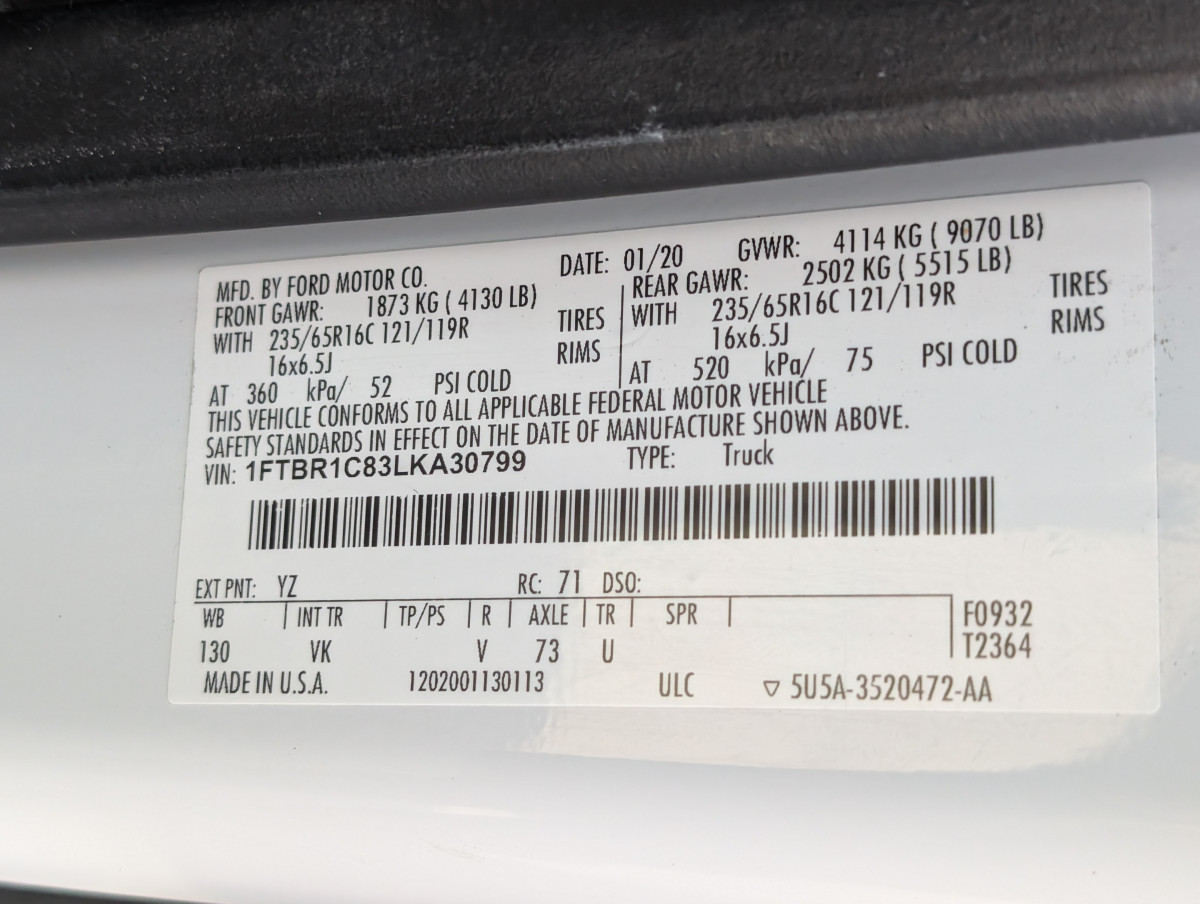 MFD. BY FORD MOTOR CO. DATE: 01/20 GVWR: 4114 KG ( 9070 LB)
FRONT GAWR: 1873 KG ( 4130 LB) REAR GAWR: 2502 KG ( 5515 LB)
WITH 235/65R16C 121/119R TIRES WITH 235/65R16C 121/119R TIRES
16x6.5J RIMS 16x6.5J RIMS
AT 360 kPa/ 52 PSI COLD AT 520 kPa/ 75 PSI COLD
THIS VEHICLE CONFORMS TO ALL APPLICABLE FEDERAL MOTOR VEHICLE
SAFETY STANDARDS IN EFFECT ON THE DATE OF MANUFACTURE SHOWN ABOVE.
VIN: 1FTBR1C83LKA30799 TYPE: Truck
EXT PNT: YZ RC: 71 DSO:
WB INT TR TP/PS R AXLE TR SPR F0932
130 VK V 73 U T2364
MADE IN U.S.A. 1202001130113 ULC ▽ 5U5A-3520472-AA